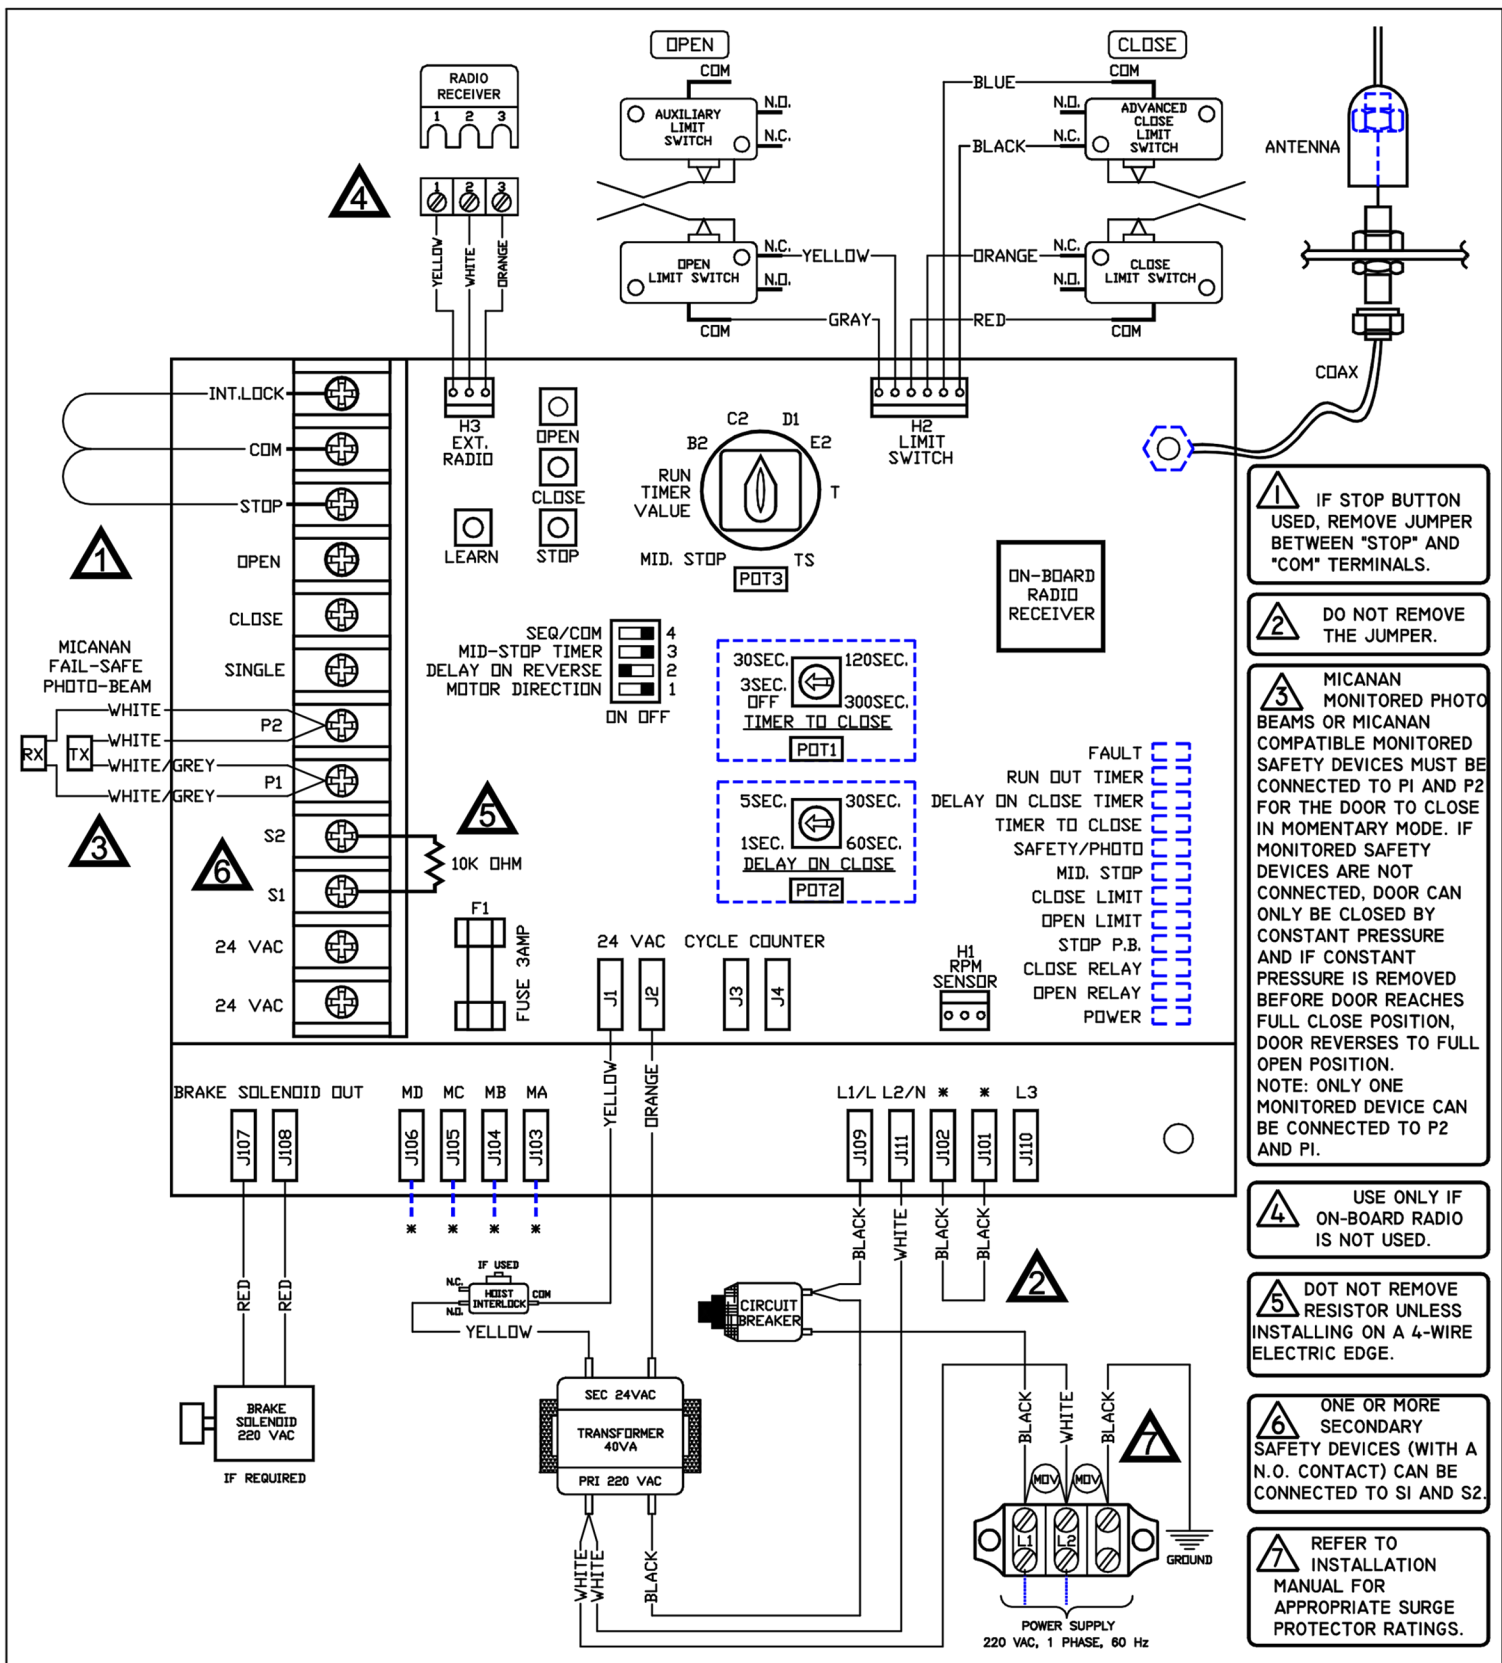 OPEN
CLOSE
RADIO
RECEIVER
1 2 3
1 2 3
4
YELLOW
WHITE
ORANGE
COM
AUXILIARY
LIMIT
SWITCH
N.O.
N.C.
OPEN
LIMIT SWITCH
N.C.
N.O.
COM
YELLOW
GRAY
BLUE
BLACK
ORANGE
RED
COM
N.O.
N.C.
ADVANCED
CLOSE
LIMIT
SWITCH
N.C.
N.O.
CLOSE
LIMIT SWITCH
COM
ANTENNA
COAX
INT.LOCK
COM
STOP
OPEN
CLOSE
SINGLE
P2
P1
S2
S1
24 VAC
24 VAC
1
MICANAN
FAIL-SAFE
PHOTO-BEAM
WHITE
WHITE
WHITE/GREY
WHITE/GREY
RX
TX
3
6
5
10K OHM
H3
EXT.
RADIO
OPEN
CLOSE
STOP
LEARN
B2
C2
D1
E2
T
TS
RUN
TIMER
VALUE
MID. STOP
POT3
H2
LIMIT
SWITCH
ON-BOARD
RADIO
RECEIVER
SEQ/COM 4
MID-STOP TIMER 3
DELAY ON REVERSE 2
MOTOR DIRECTION 1
ON OFF
30SEC. 120SEC.
3SEC.
OFF 300SEC.
TIMER TO CLOSE
POT1
5SEC. 30SEC.
1SEC. 60SEC.
DELAY ON CLOSE
POT2
FAULT
RUN OUT TIMER
DELAY ON CLOSE TIMER
TIMER TO CLOSE
SAFETY/PHOTO
MID. STOP
CLOSE LIMIT
OPEN LIMIT
STOP P.B.
CLOSE RELAY
OPEN RELAY
POWER
F1
FUSE 3AMP
24 VAC
J1
J2
CYCLE COUNTER
J3
J4
H1
RPM
SENSOR
BRAKE SOLENOID OUT
J107
J108
MD MC MB MA
J106
J105
J104
J103
* * * *
YELLOW
ORANGE
L1/L L2/N * * L3
J109
J111
J102
J101
J110
BLACK
WHITE
BLACK
BLACK
2
RED
RED
BRAKE
SOLENOID
220 VAC
IF REQUIRED
IF USED
N.C.
N.O.
HOIST
INTERLOCK
COM
YELLOW
SEC 24VAC
TRANSFORMER
40VA
PRI 220 VAC
WHITE
WHITE
BLACK
CIRCUIT
BREAKER
BLACK
WHITE
BLACK
7
MOV
MOV
L1
L2
GROUND
POWER SUPPLY
220 VAC, 1 PHASE, 60 Hz
1 IF STOP BUTTON
USED, REMOVE JUMPER
BETWEEN "STOP" AND
"COM" TERMINALS.
2 DO NOT REMOVE
THE JUMPER.
3 MICANAN
MONITORED PHOTO
BEAMS OR MICANAN
COMPATIBLE MONITORED
SAFETY DEVICES MUST BE
CONNECTED TO P1 AND P2
FOR THE DOOR TO CLOSE
IN MOMENTARY MODE. IF
MONITORED SAFETY
DEVICES ARE NOT
CONNECTED, DOOR CAN
ONLY BE CLOSED BY
CONSTANT PRESSURE
AND IF CONSTANT
PRESSURE IS REMOVED
BEFORE DOOR REACHES
FULL CLOSE POSITION,
DOOR REVERSES TO FULL
OPEN POSITION.
NOTE: ONLY ONE
MONITORED DEVICE CAN
BE CONNECTED TO P2
AND P1.
4 USE ONLY IF
ON-BOARD RADIO
IS NOT USED.
5 DOT NOT REMOVE
RESISTOR UNLESS
INSTALLING ON A 4-WIRE
ELECTRIC EDGE.
6 ONE OR MORE
SECONDARY
SAFETY DEVICES (WITH A
N.O. CONTACT) CAN BE
CONNECTED TO S1 AND S2.
7 REFER TO
INSTALLATION
MANUAL FOR
APPROPRIATE SURGE
PROTECTOR RATINGS.